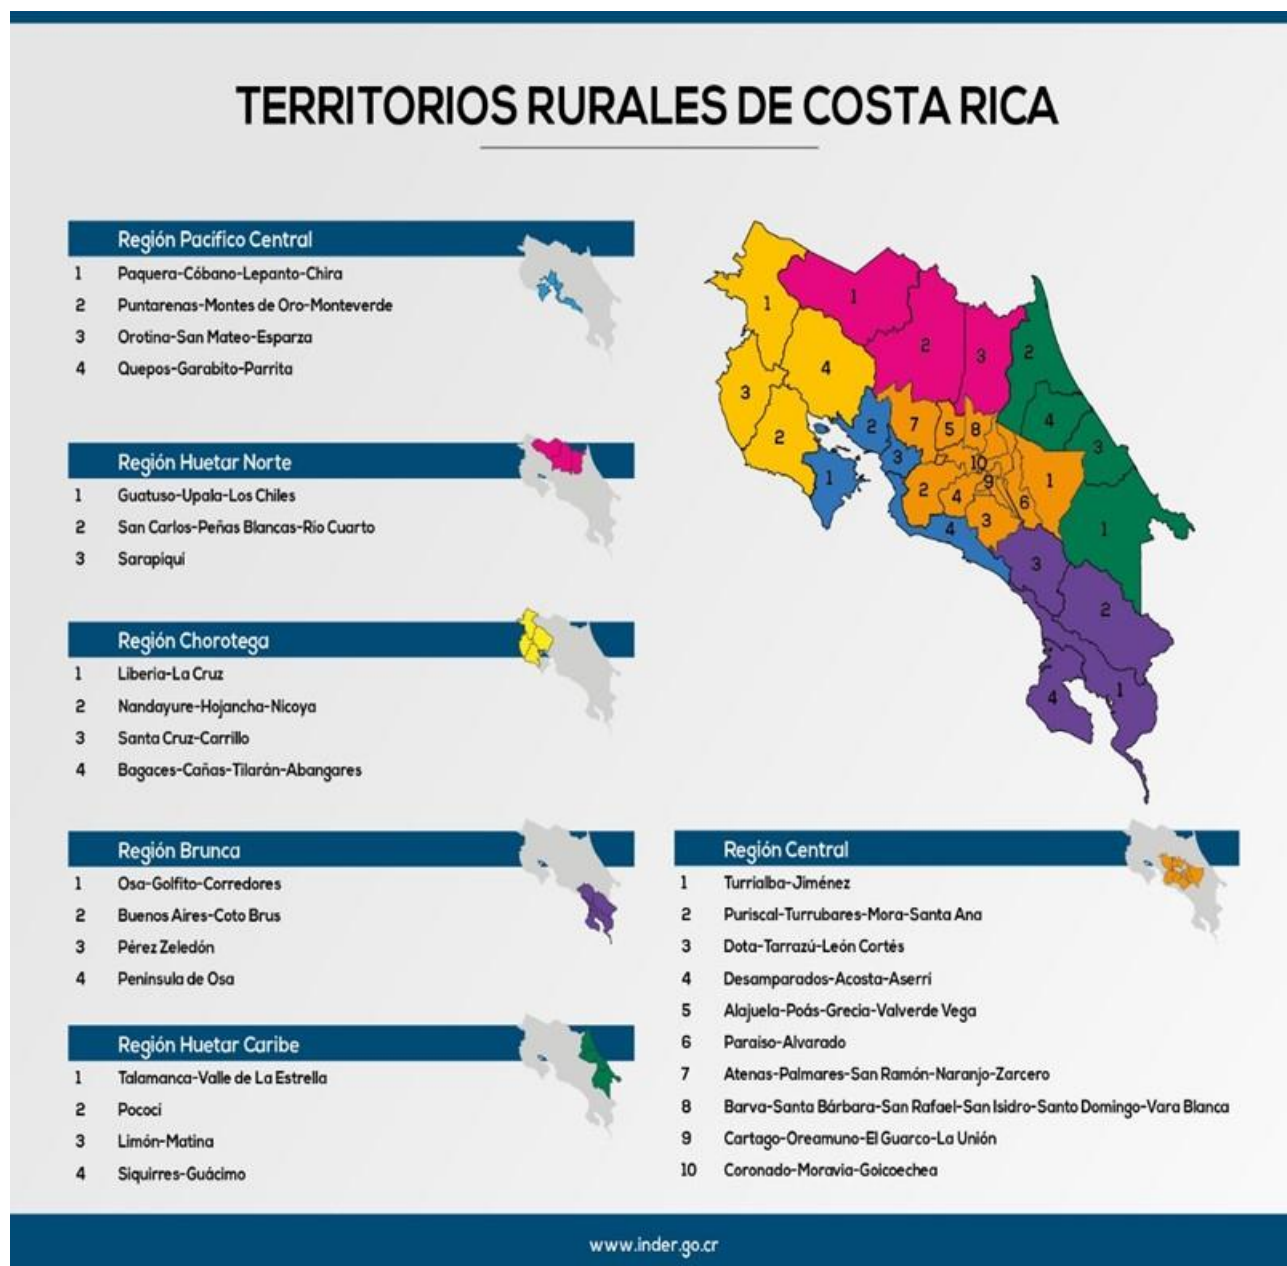 TERRITORIOS RURALES DE COSTA RICA
Región Pacifico Central
1 Paquera-Cóbano-Lepanto-Chira
2 Puntarenas-Montes de Oro-Monteverde
3 Orotina-San Mateo-Esparza
4 Quepos-Garabito-Parrita
Región Huetar Norte
1 Guatuso-Upala-Los Chiles
2 San Carlos-Peñas Blancas-Río Cuarto
3 Sarapiquí
Región Chorotega
1 Liberia-La Cruz
2 Nandayure-Hojancha-Nicoya
3 Santa Cruz-Carrillo
4 Bagaces-Cañas-Tilarán-Abangares
Región Brunca
1 Osa-Golfito-Corredores
2 Buenos Aires-Coto Brus
3 Pérez Zeledón
4 Península de Osa
Región Huetar Caribe
1 Talamanca-Valle de La Estrella
2 Pococí
3 Limón-Matina
4 Siquirres-Guácimo
1
1
2
3
2
4
3
2
4
3
1
2
3
1
4
7
5
8
10
9
1
2
4
3
6
3
2
4
1
Región Central
1 Turrialba-Jiménez
2 Puriscal-Turrubares-Mora-Santa Ana
3 Dota-Tarrazú-León Cortés
4 Desamparados-Acosta-Aserrí
5 Alajuela-Poás-Grecia-Valverde Vega
6 Paraíso-Alvarado
7 Atenas-Palmares-San Ramón-Naranjo-Zarcero
8 Barva-Santa Bárbara-San Rafael-San Isidro-Santo Domingo-Vara Blanca
9 Cartago-Oreamuno-El Guarco-La Unión
10 Coronado-Moravia-Goicoechea
www.inder.go.cr